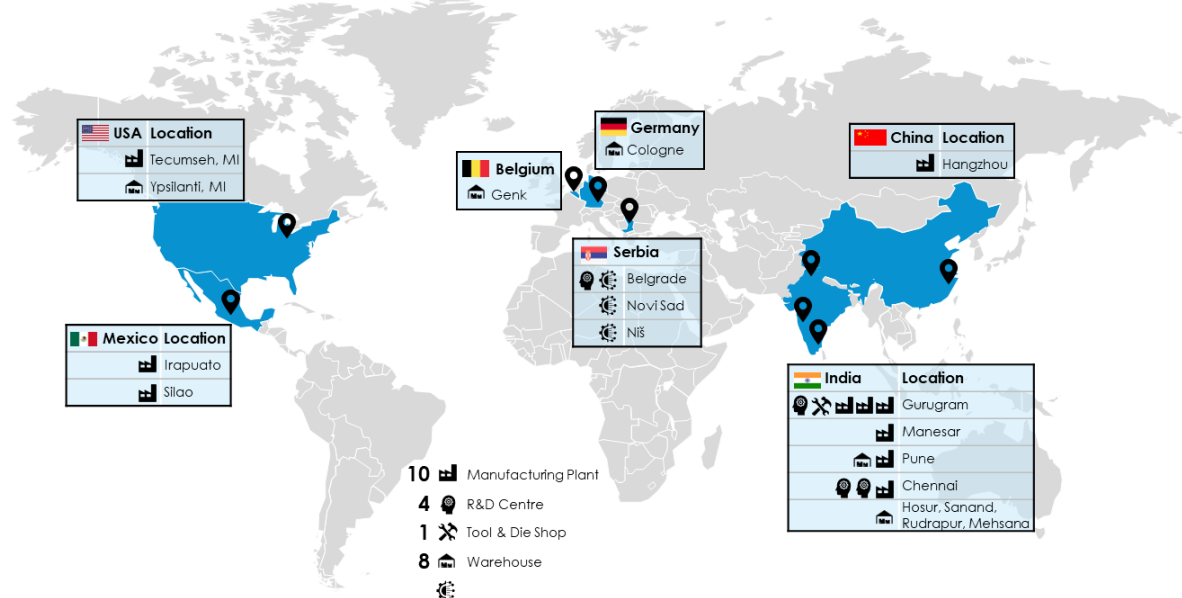 USA Location
Tecumseh, MI
Ypsilanti, MI
Germany
Cologne
Belgium
Genk
China Location
Hangzhou
Serbia
Belgrade
Novi Sad
Niš
Mexico Location
Irapuato
Silao
India Location
Gurugram
Manesar
Pune
Chennai
Hosur, Sanand,
Rudrapur, Mehsana
10 Manufacturing Plant
4 R&D Centre
1 Tool & Die Shop
8 Warehouse